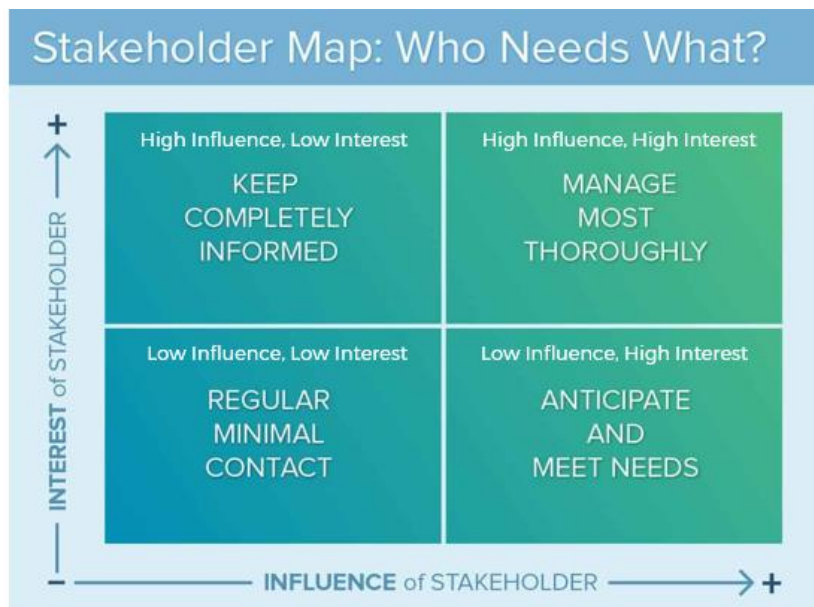 Stakeholder Map: Who Needs What?
+
INTEREST of STAKEHOLDER
High Influence, Low Interest
KEEP
COMPLETELY
INFORMED
High Influence, High Interest
MANAGE
MOST
THOROUGHLY
Low Influence, Low Interest
REGULAR
MINIMAL
CONTACT
Low Influence, High Interest
ANTICIPATE
AND
MEET NEEDS
–
INFLUENCE of STAKEHOLDER
+